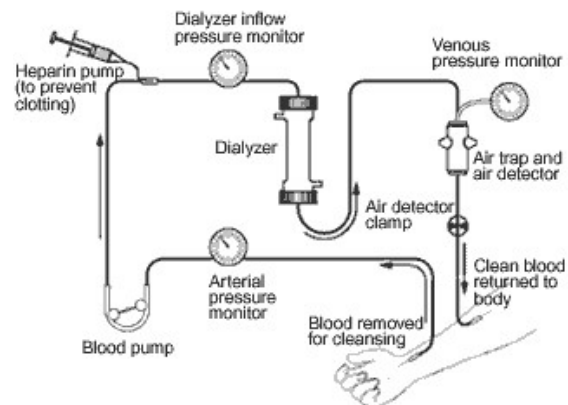 Dialyzer inflow
pressure monitor
Venous
pressure monitor
Heparin pump
(to prevent
clotting)
Dialyzer
Air trap and
air detector
Air detector
clamp
Clean blood
returned to
body
Arterial
pressure
monitor
Blood removed
for cleansing
Blood pump